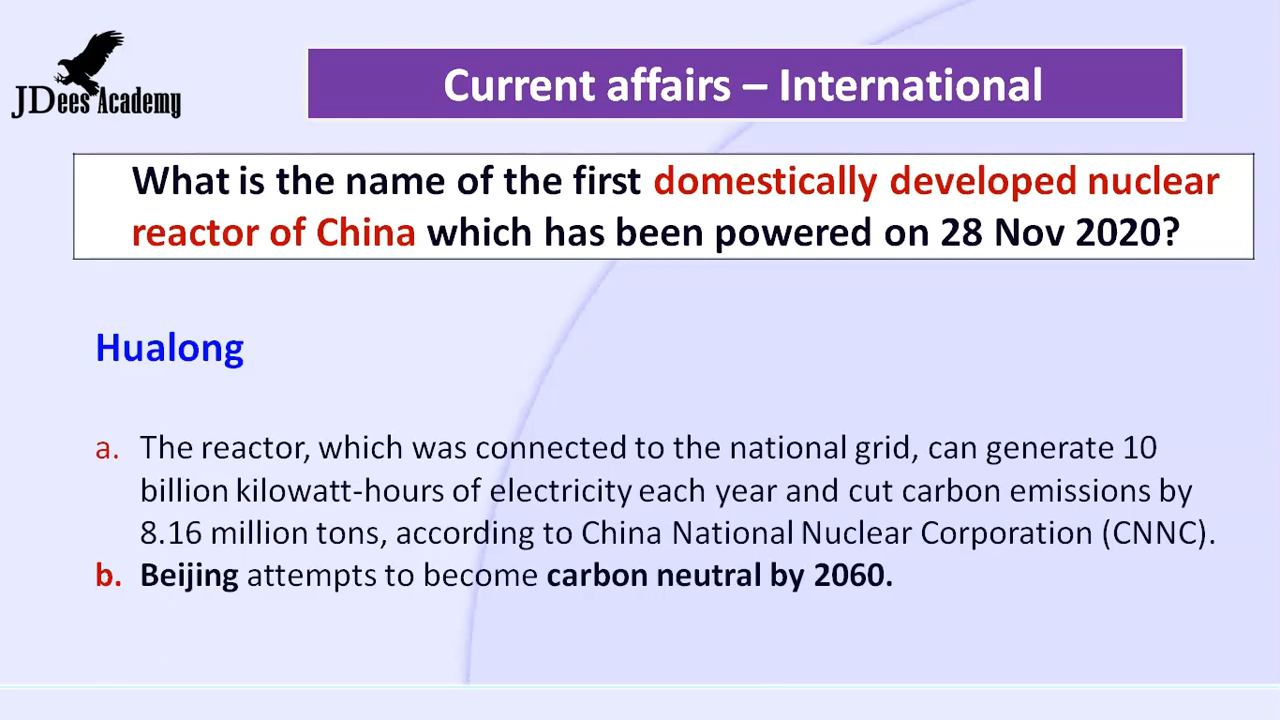 JDees Academy
Current affairs – International
What is the name of the first domestically developed nuclear
reactor of China which has been powered on 28 Nov 2020?
Hualong
a. The reactor, which was connected to the national grid, can generate 10
billion kilowatt-hours of electricity each year and cut carbon emissions by
8.16 million tons, according to China National Nuclear Corporation (CNNC).
b. Beijing attempts to become carbon neutral by 2060.